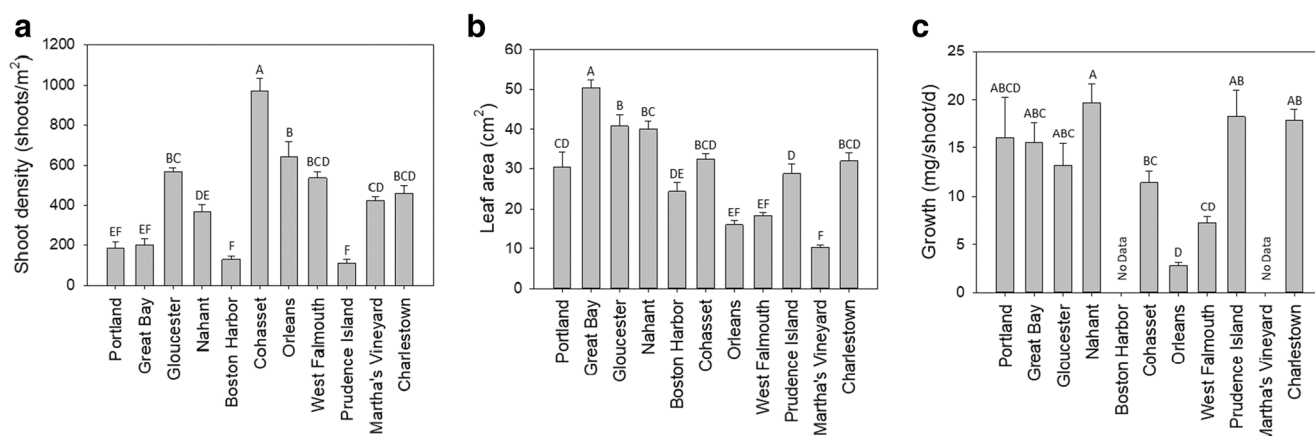 a
Shoot density (shoots/m²)
1200
1000
800
600
400
200
0
EF
EF
BC
DE
F
A
B
BCD
F
CD
BCD
Portland
Great Bay
Gloucester
Nahant
Boston Harbor
Cohasset
Orleans
West Falmouth
Prudence Island
Martha's Vineyard
Charlestown
b
Leaf area (cm²)
60
50
40
30
20
10
0
CD
A
B
BC
DE
BCD
EF
EF
D
F
BCD
Portland
Great Bay
Gloucester
Nahant
Boston Harbor
Cohasset
Orleans
West Falmouth
Prudence Island
Martha's Vineyard
Charlestown
c
Growth (mg/shoot/d)
25
20
15
10
5
0
ABCD
ABC
ABC
A
No Data
BC
D
CD
AB
No Data
AB
Portland
Great Bay
Gloucester
Nahant
Boston Harbor
Cohasset
Orleans
West Falmouth
Prudence Island
Martha's Vineyard
Charlestown